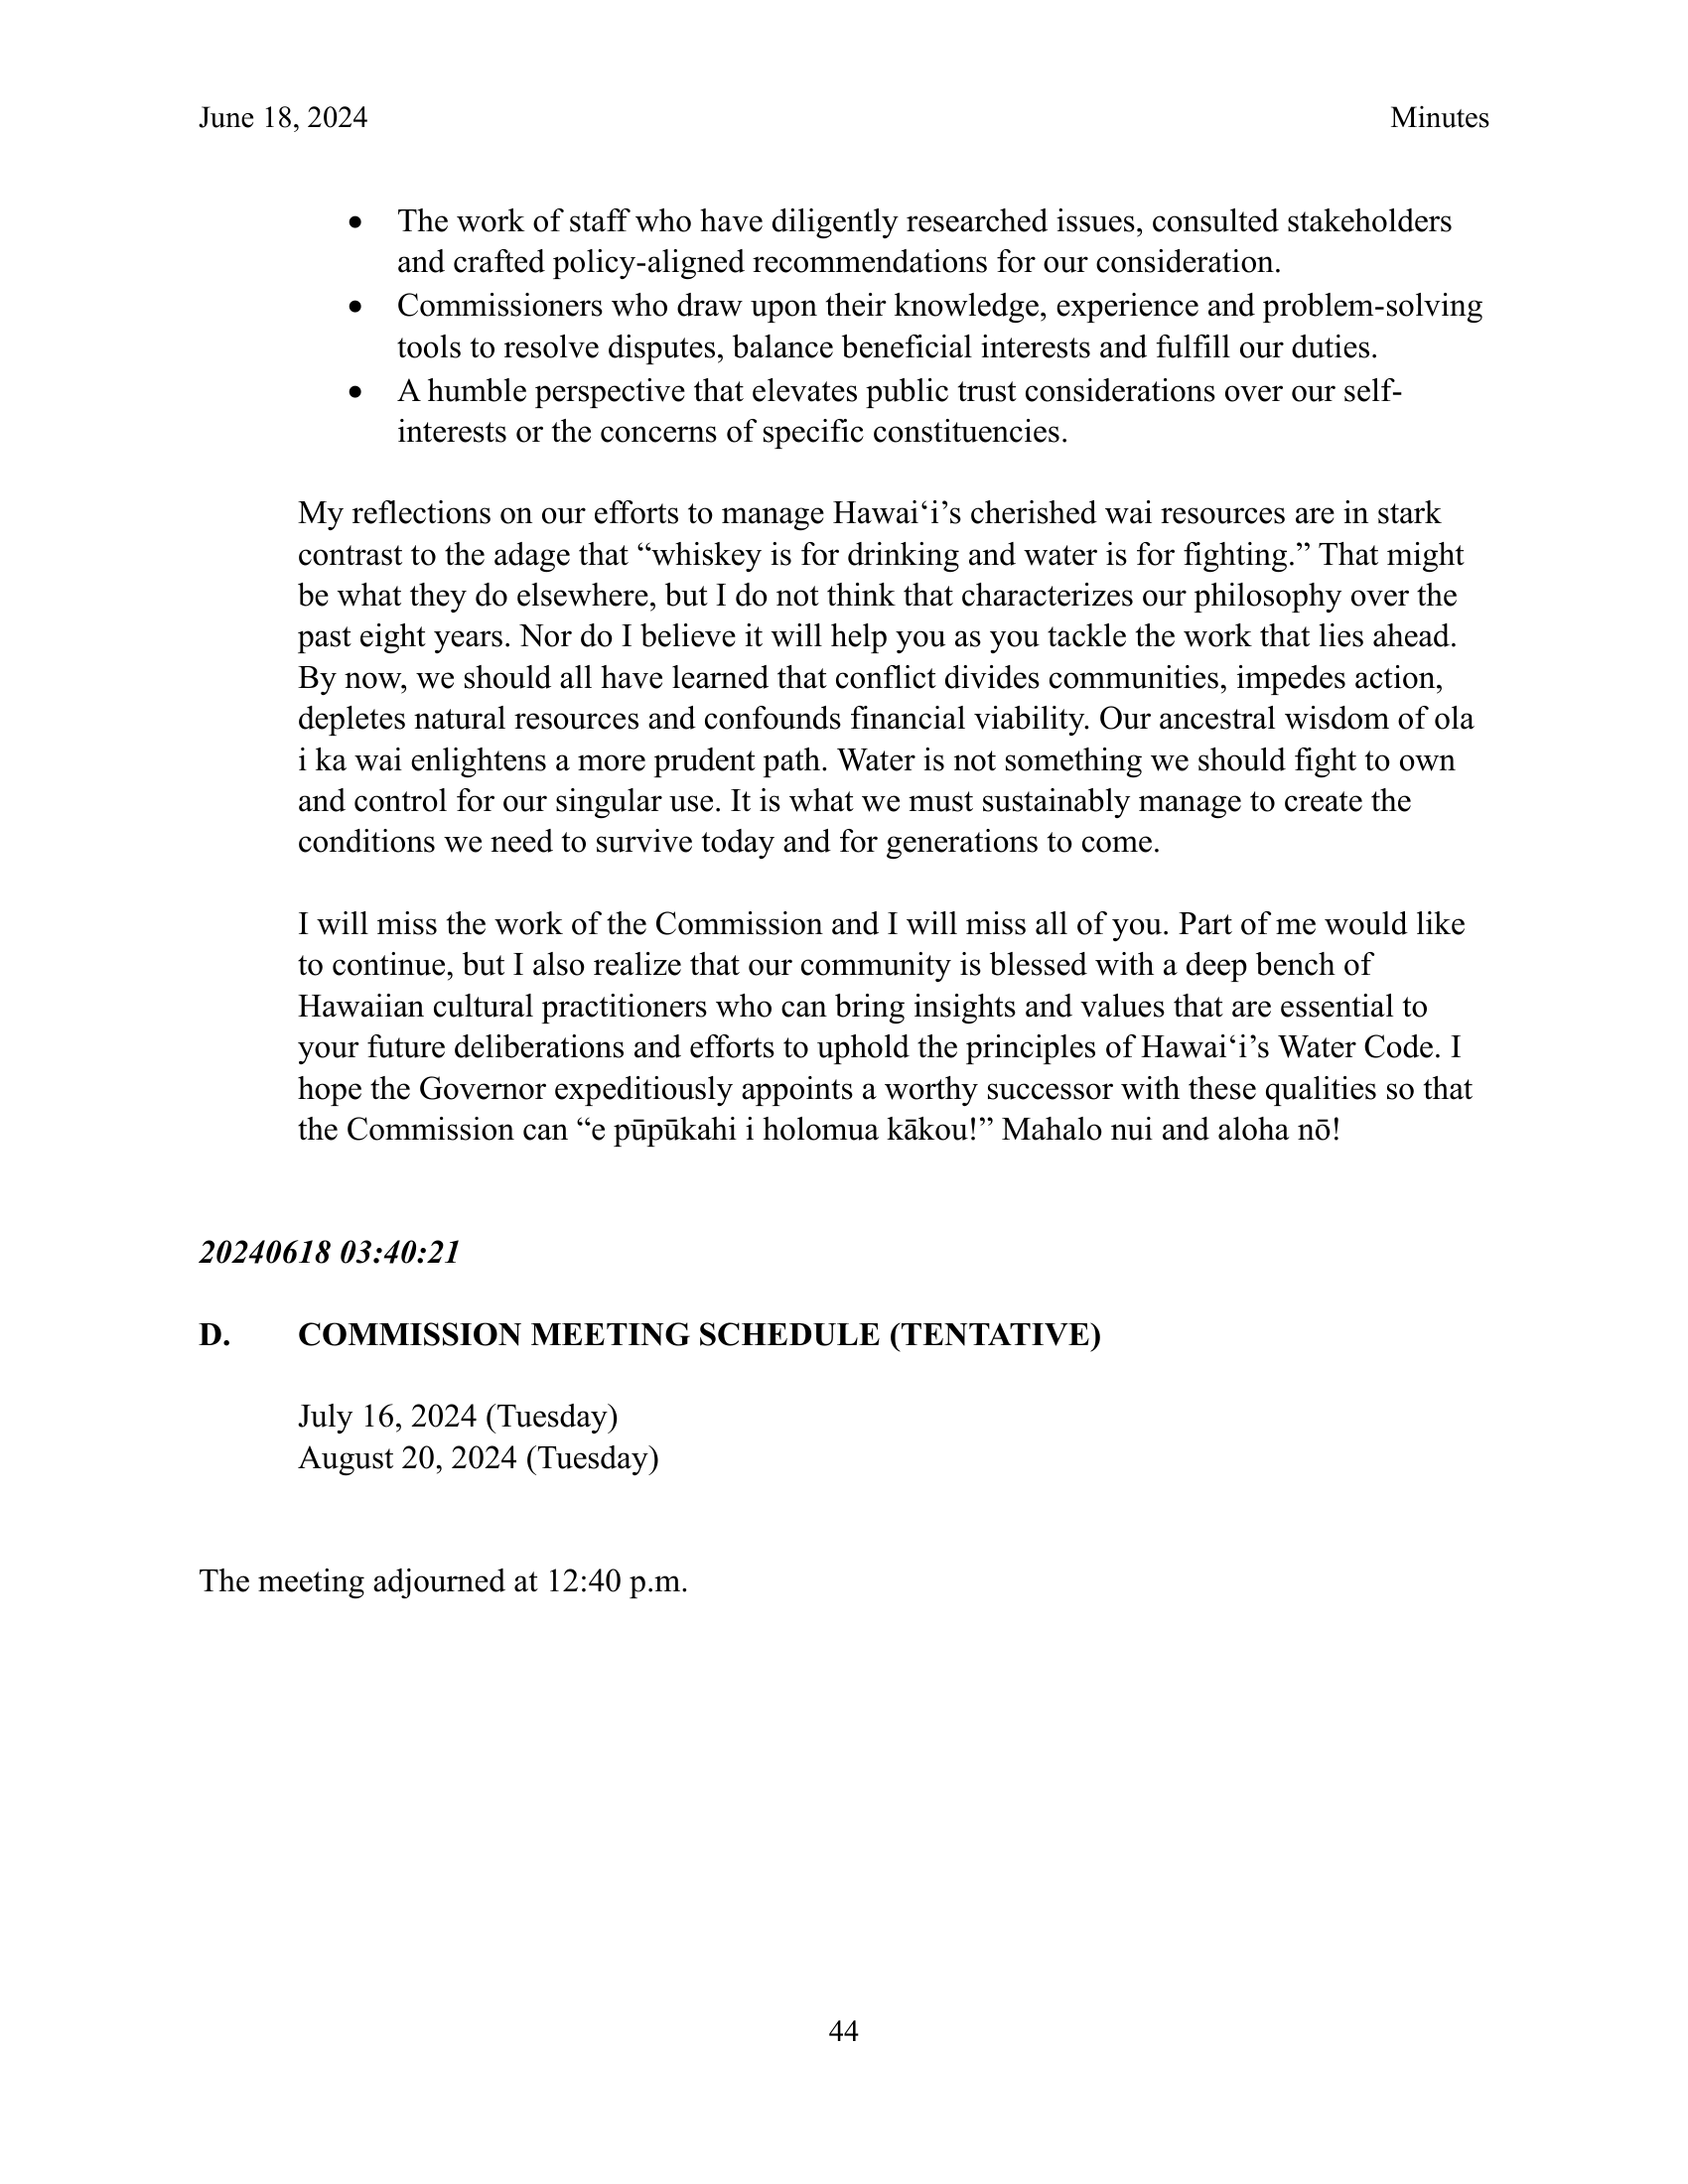 June 18, 2024 Minutes
• The work of staff who have diligently researched issues, consulted stakeholders
and crafted policy-aligned recommendations for our consideration.
• Commissioners who draw upon their knowledge, experience and problem-solving
tools to resolve disputes, balance beneficial interests and fulfill our duties.
• A humble perspective that elevates public trust considerations over our self-
interests or the concerns of specific constituencies.
My reflections on our efforts to manage Hawai‘i’s cherished wai resources are in stark
contrast to the adage that “whiskey is for drinking and water is for fighting.” That might
be what they do elsewhere, but I do not think that characterizes our philosophy over the
past eight years. Nor do I believe it will help you as you tackle the work that lies ahead.
By now, we should all have learned that conflict divides communities, impedes action,
depletes natural resources and confounds financial viability. Our ancestral wisdom of ola
i ka wai enlightens a more prudent path. Water is not something we should fight to own
and control for our singular use. It is what we must sustainably manage to create the
conditions we need to survive today and for generations to come.
I will miss the work of the Commission and I will miss all of you. Part of me would like
to continue, but I also realize that our community is blessed with a deep bench of
Hawaiian cultural practitioners who can bring insights and values that are essential to
your future deliberations and efforts to uphold the principles of Hawai‘i’s Water Code. I
hope the Governor expeditiously appoints a worthy successor with these qualities so that
the Commission can “e pūpūkahi i holomua kākou!” Mahalo nui and aloha nō!
20240618 03:40:21
D. COMMISSION MEETING SCHEDULE (TENTATIVE)
July 16, 2024 (Tuesday)
August 20, 2024 (Tuesday)
The meeting adjourned at 12:40 p.m.
44